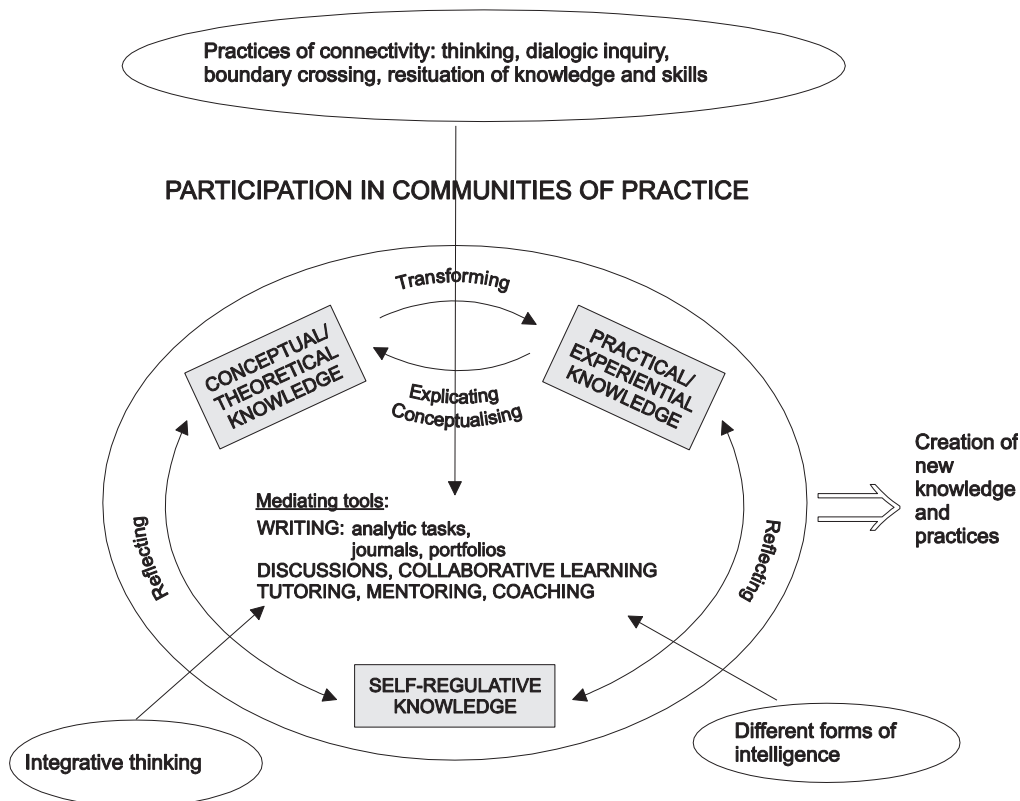 Practices of connectivity: thinking, dialogic inquiry,
boundary crossing, resituation of knowledge and skills
PARTICIPATION IN COMMUNITIES OF PRACTICE
Transforming
CONCEPTUAL/
THEORETICAL
KNOWLEDGE
PRACTICAL/
EXPERIENTIAL
KNOWLEDGE
Explicating
Conceptualising
Creation of
new
knowledge
and
practices
Mediating tools:
WRITING: analytic tasks,
journals, portfolios
DISCUSSIONS, COLLABORATIVE LEARNING
TUTORING, MENTORING, COACHING
Reflecting
Reflecting
SELF-REGULATIVE
KNOWLEDGE
Integrative thinking
Different forms of
intelligence